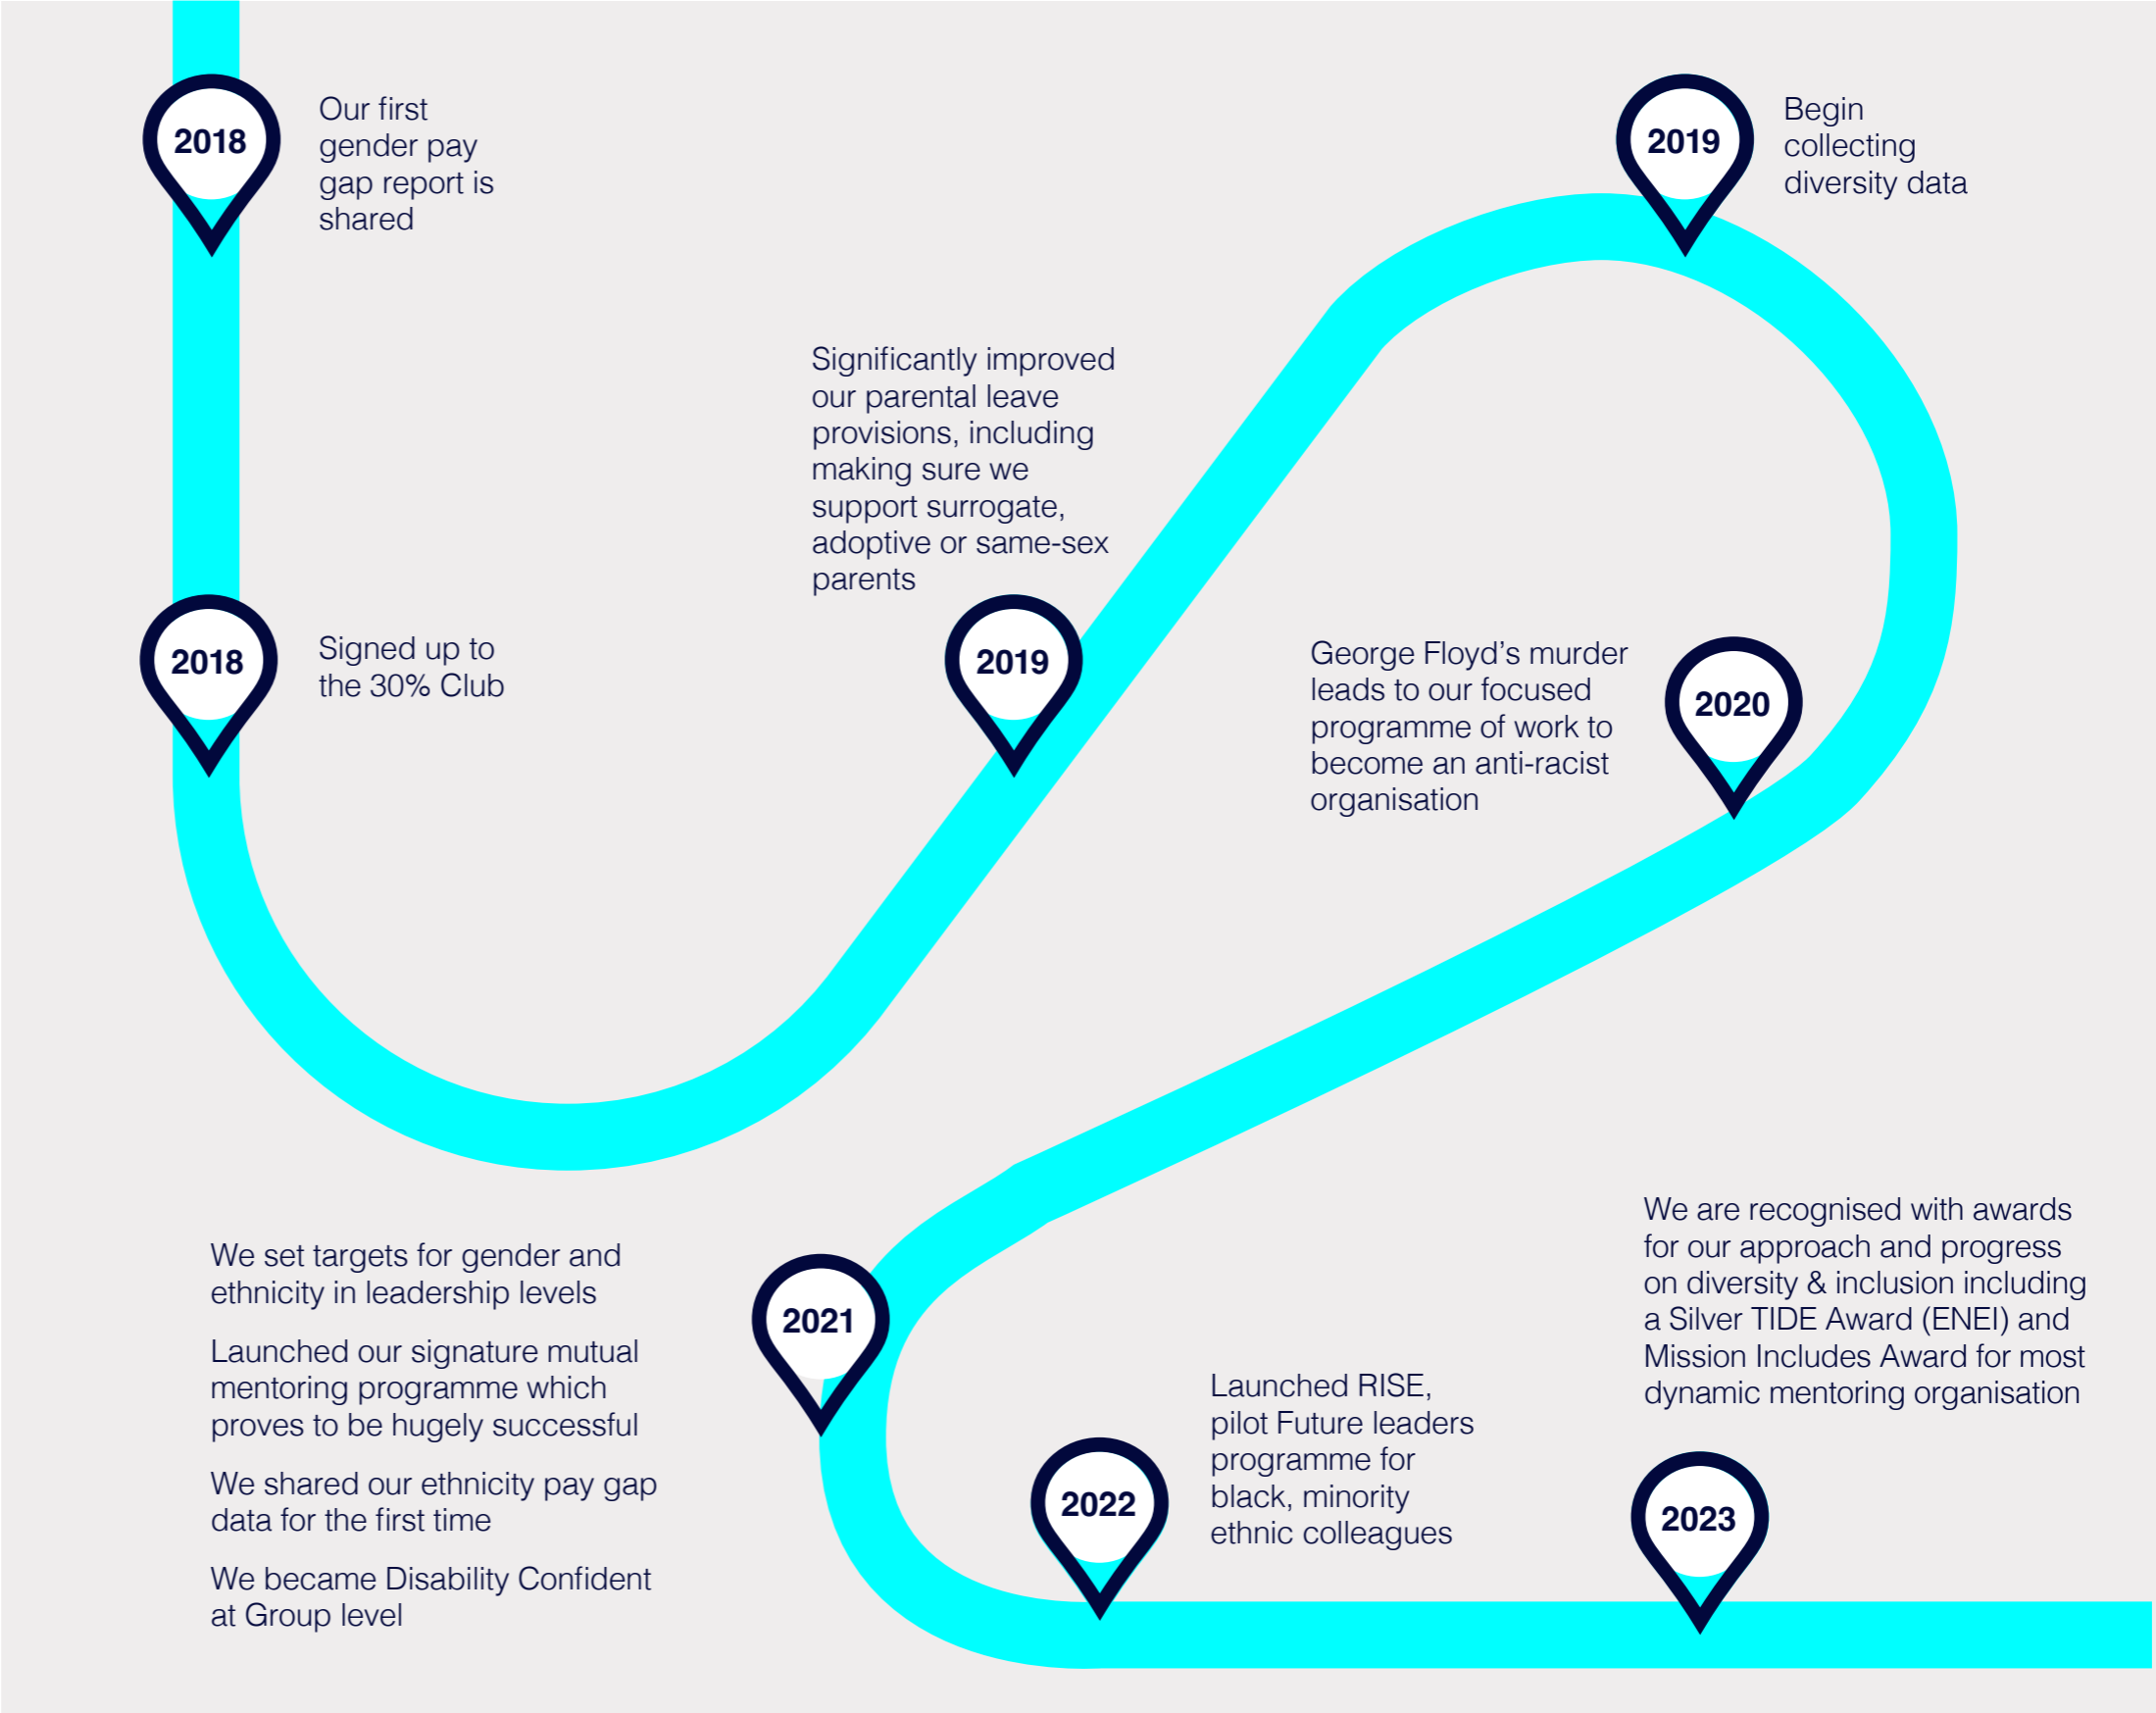 2018
Our first
gender pay
gap report is
shared
2018
Signed up to
the 30% Club
Significantly improved
our parental leave
provisions, including
making sure we
support surrogate,
adoptive or same-sex
parents
2019
2019
Begin
collecting
diversity data
George Floyd’s murder
leads to our focused
programme of work to
become an anti-racist
organisation
2020
We set targets for gender and
ethnicity in leadership levels
Launched our signature mutual
mentoring programme which
proves to be hugely successful
We shared our ethnicity pay gap
data for the first time
We became Disability Confident
at Group level
2021
2022
Launched RISE,
pilot Future leaders
programme for
black, minority
ethnic colleagues
We are recognised with awards
for our approach and progress
on diversity & inclusion including
a Silver TIDE Award (ENEI) and
Mission Includes Award for most
dynamic mentoring organisation
2023